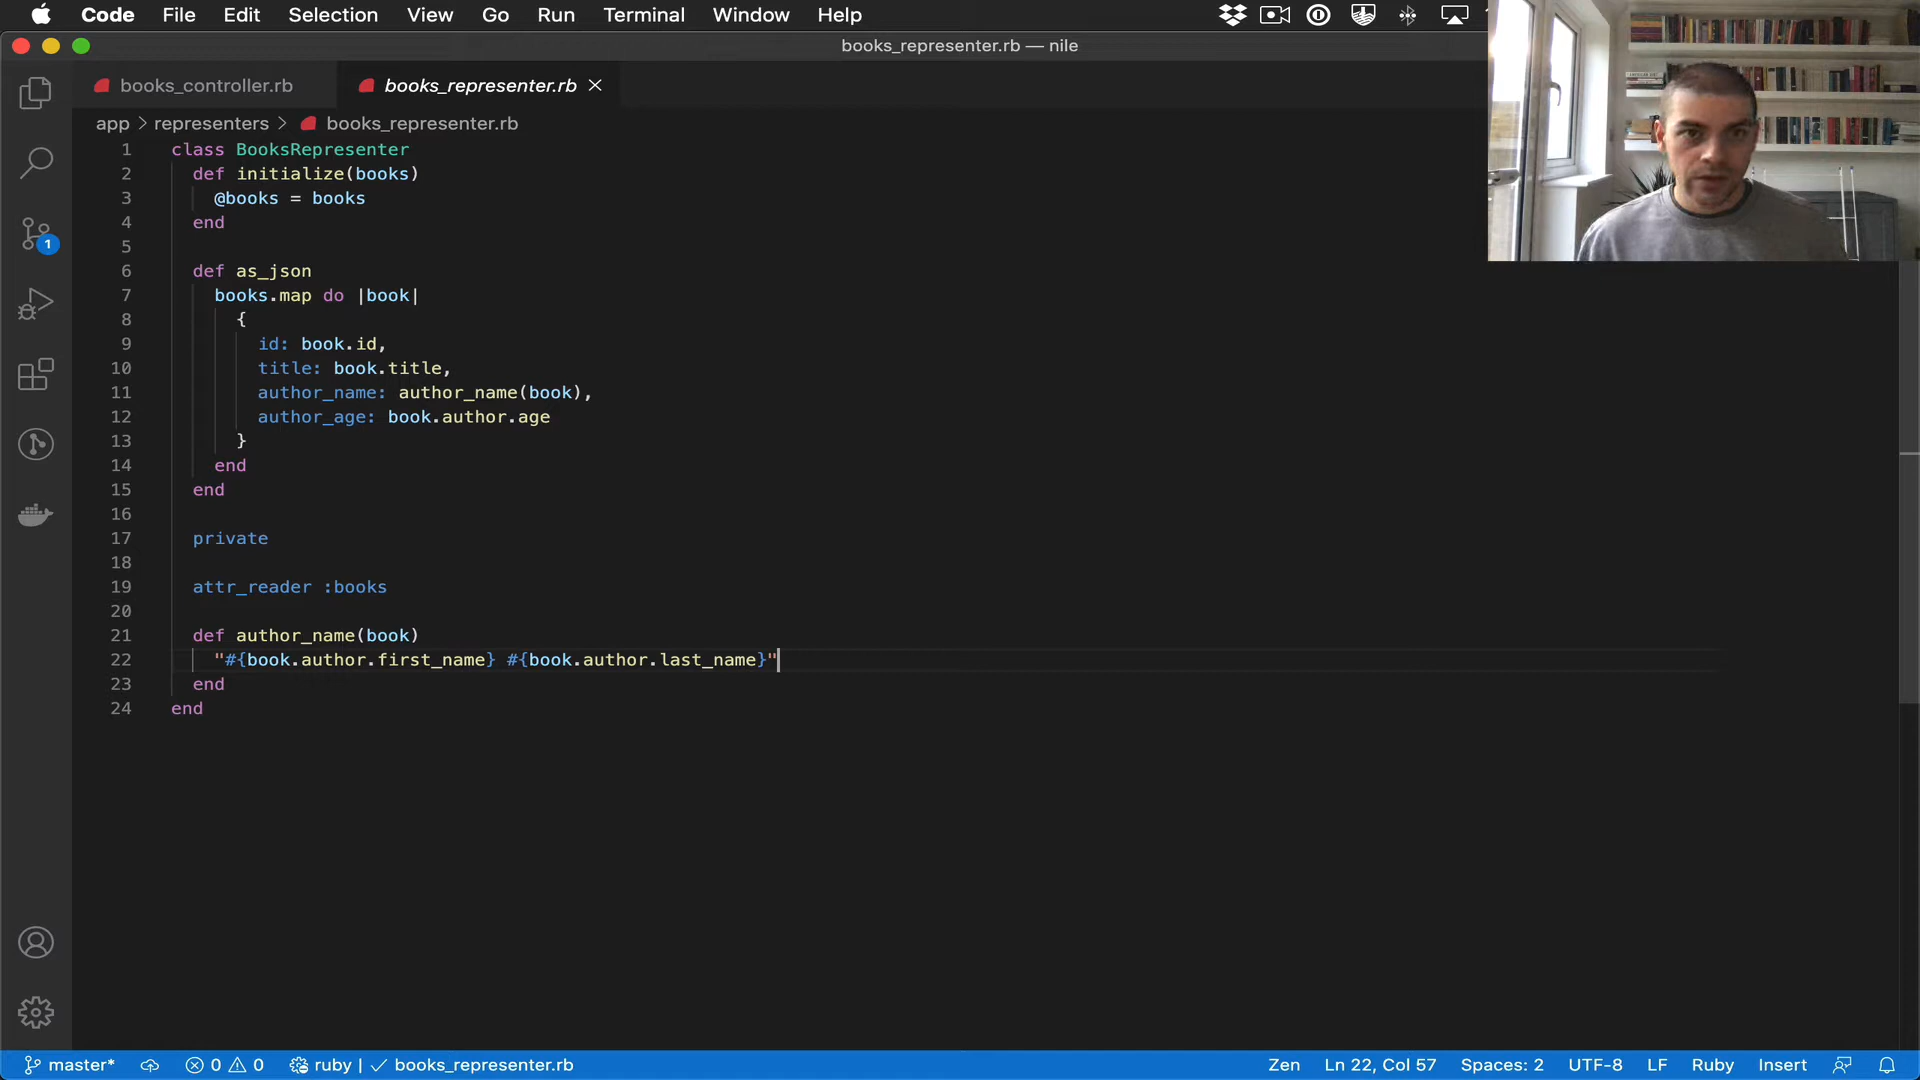 Code File Edit Selection View Go Run Terminal Window Help
books_representer.rb — nile
books_controller.rb books_representer.rb
app > representers > books_representer.rb
1 class BooksRepresenter
2 def initialize(books)
3 @books = books
4 end
5
6 def as_json
7 books.map do |book|
8 {
9 id: book.id,
10 title: book.title,
11 author_name: author_name(book),
12 author_age: book.author.age
13 }
14 end
15 end
16
17 private
18
19 attr_reader :books
20
21 def author_name(book)
22 "#{book.author.first_name} #{book.author.last_name}"
23 end
24 end
1
master* 0 0 ruby | ✓ books_representer.rb Zen Ln 22, Col 57 Spaces: 2 UTF-8 LF Ruby Insert